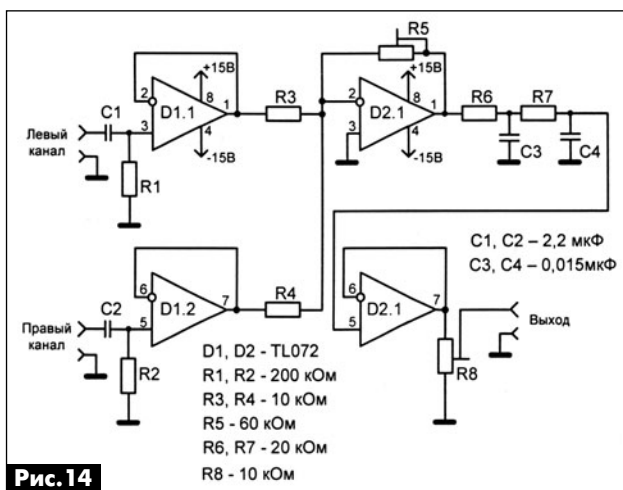 R5
+15В
+15В
2
8
D1.1
1
3
4
-15В
R3
2
8
D2.1
1
3
4
-15В
R6
R7
C3
C4
C1
Левый
канал
R1
C1, C2 – 2,2 мкФ
C3, C4 – 0,015мкФ
C2
Правый
канал
R2
6
D1.2
7
5
R4
6
D2.1
7
5
R8
Выход
D1, D2 - TL072
R1, R2 - 200 кОм
R3, R4 - 10 кОм
R5 - 60 кОм
R6, R7 - 20 кОм
R8 - 10 кОм
Рис.14